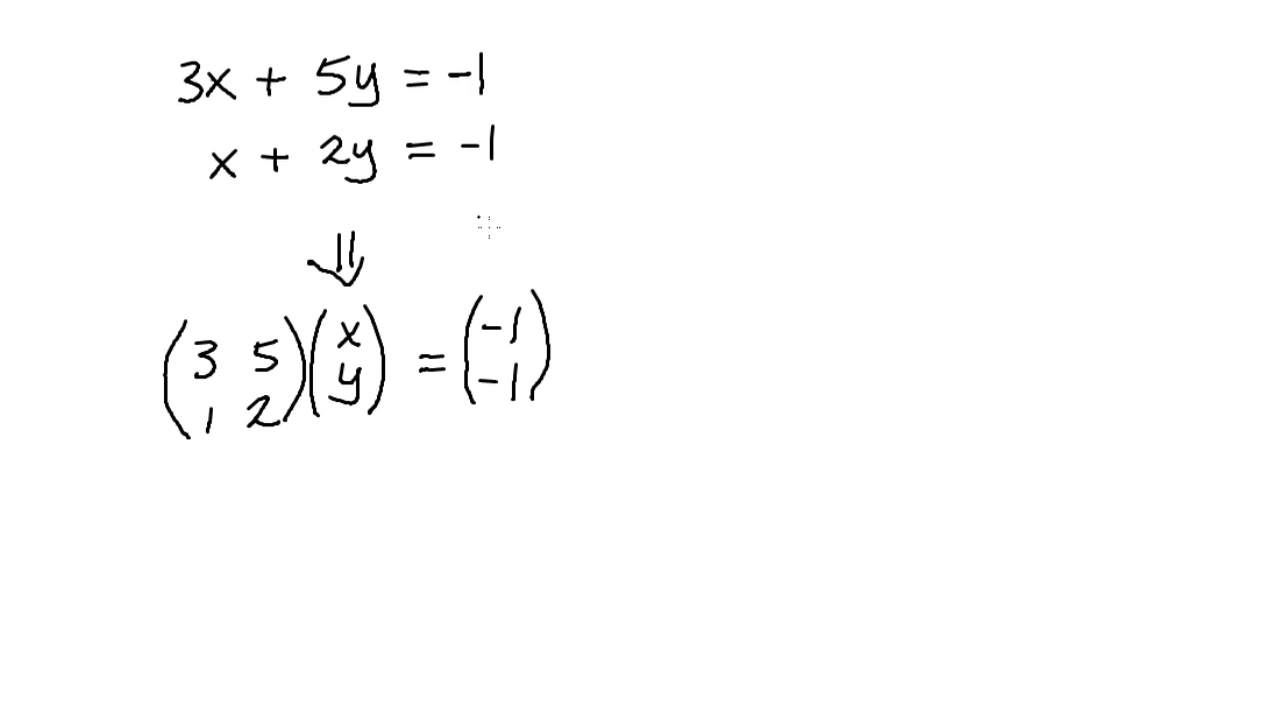 3x + 5y = -1
x + 2y = -1
⇓
(3 5)(x) = (-1)
(1 2)(y) (-1)